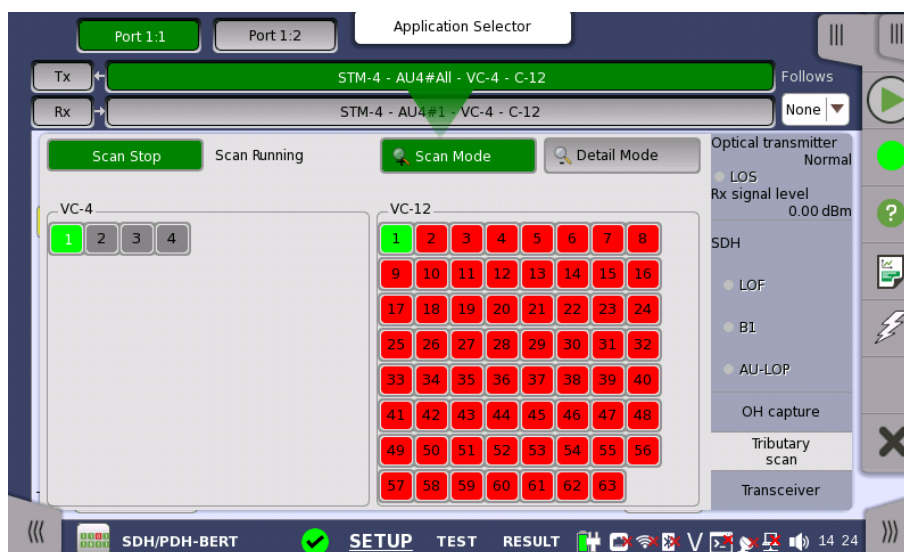 Port 1:1
Port 1:2
Application Selector
Tx
STM-4 - AU4#All - VC-4 - C-12
Follows
Rx
STM-4 - AU4#1 - VC-4 - C-12
None
Scan Stop
Scan Running
Scan Mode
Detail Mode
VC-4
1 2 3 4
VC-12
1 2 3 4 5 6 7 8
9 10 11 12 13 14 15 16
17 18 19 20 21 22 23 24
25 26 27 28 29 30 31 32
33 34 35 36 37 38 39 40
41 42 43 44 45 46 47 48
49 50 51 52 53 54 55 56
57 58 59 60 61 62 63
Optical transmitter
Normal
LOS
Rx signal level
0.00 dBm
SDH
LOF
B1
AU-LOP
OH capture
Tributary
scan
Transceiver
SDH/PDH-BERT
SETUP
TEST
RESULT
V
14 24